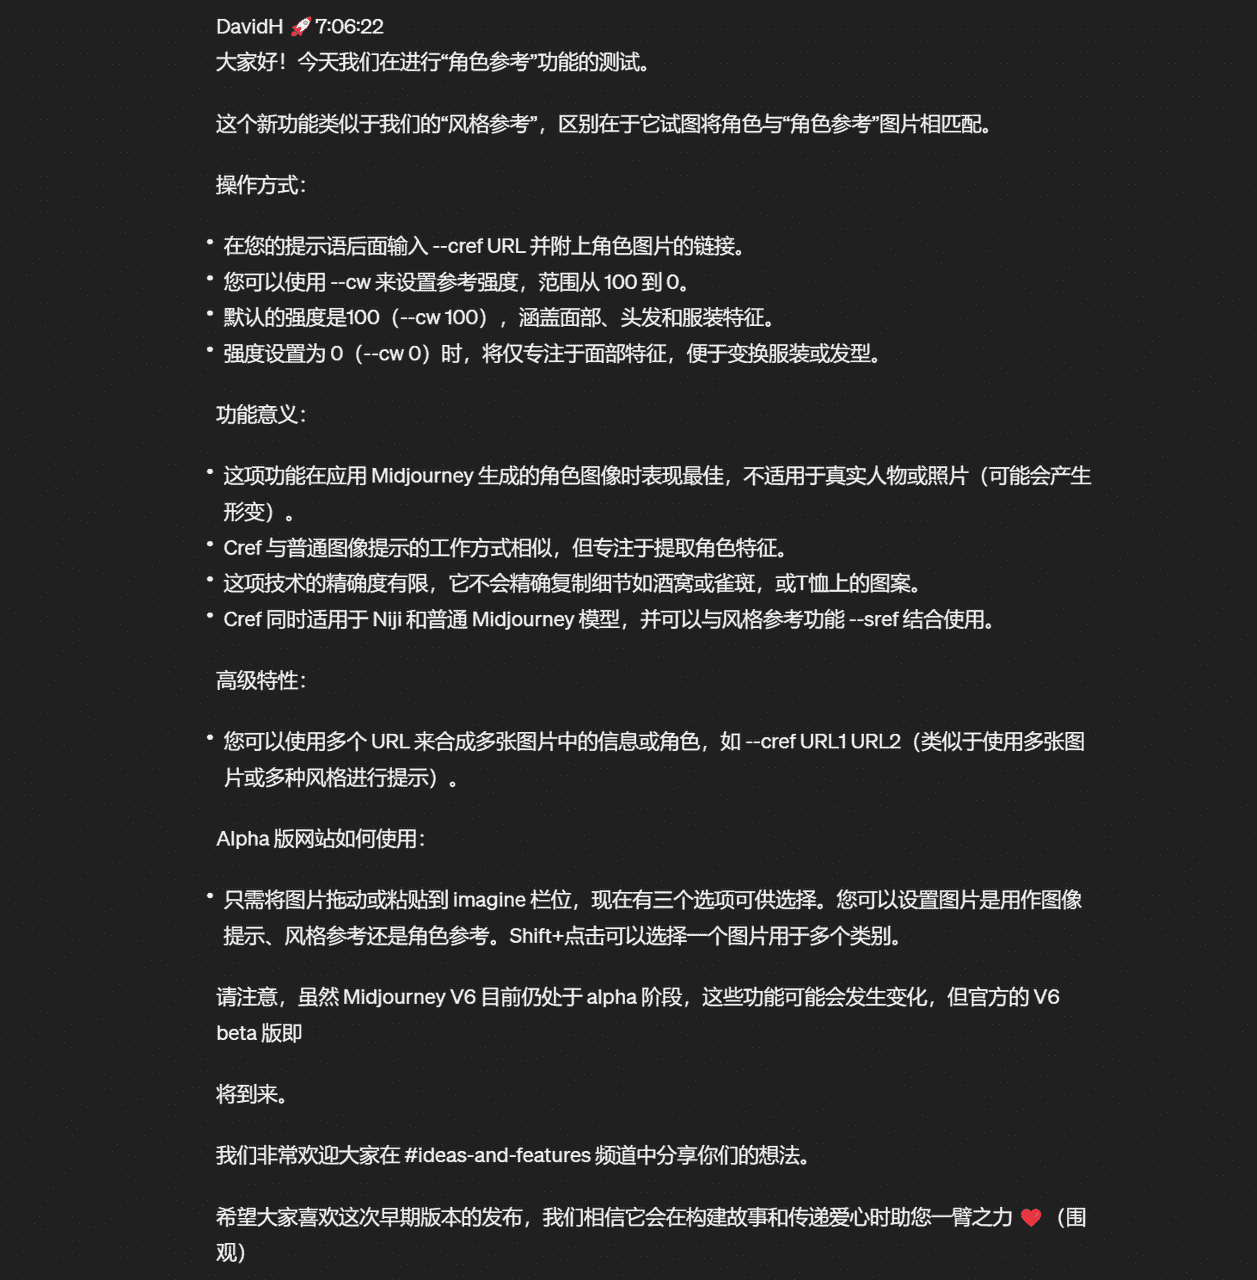 DavidH 🚀 7:06:22
大家好！今天我们在进行“角色参考”功能的测试。
这个新功能类似于我们的“风格参考”，区别在于它试图将角色与“角色参考”图片相匹配。
操作方式：
• 在您的提示语后面输入 --cref URL 并附上角色图片的链接。
• 您可以使用 --cw 来设置参考强度，范围从 100 到 0。
• 默认的强度是100（--cw 100），涵盖面部、头发和服装特征。
• 强度设置为 0（--cw 0）时，将仅专注于面部特征，便于变换服装或发型。
功能意义：
• 这项功能在应用 Midjourney 生成的角色图像时表现最佳，不适用于真实人物或照片（可能会产生
形变）。
• Cref 与普通图像提示的工作方式相似，但专注于提取角色特征。
• 这项技术的精确度有限，它不会精确复制细节如酒窝或雀斑，或T恤上的图案。
• Cref 同时适用于 Niji 和普通 Midjourney 模型，并可以与风格参考功能 --sref 结合使用。
高级特性：
• 您可以使用多个 URL 来合成多张图片中的信息或角色，如 --cref URL1 URL2（类似于使用多张图
片或多种风格进行提示）。
Alpha 版网站如何使用：
• 只需将图片拖动或粘贴到 imagine 栏位，现在有三个选项可供选择。您可以设置图片是用作图像
提示、风格参考还是角色参考。Shift+点击可以选择一个图片用于多个类别。
请注意，虽然 Midjourney V6 目前仍处于 alpha 阶段，这些功能可能会发生变化，但官方的 V6
beta 版即
将到来。
我们非常欢迎大家在 #ideas-and-features 频道中分享你们的想法。
希望大家喜欢这次早期版本的发布，我们相信它会在构建故事和传递爱心时助您一臂之力 ❤️ （围
观）